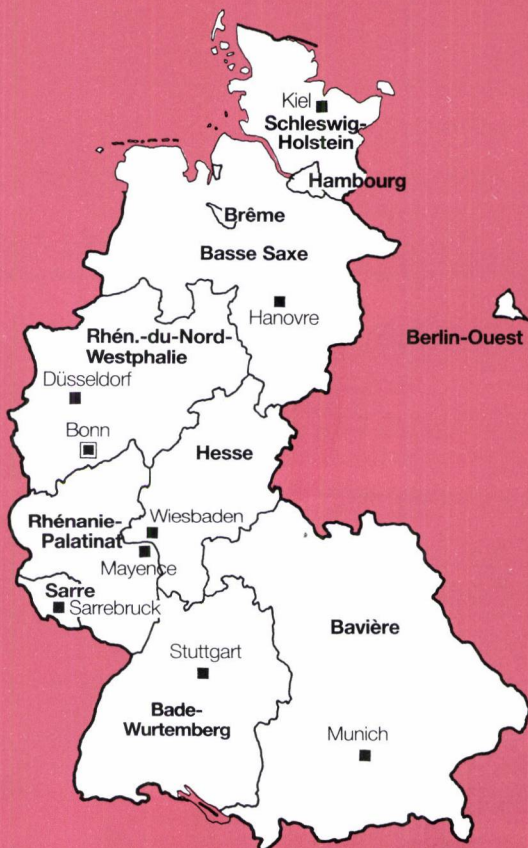 Kiel
Schleswig-
Holstein
Hambourg
Brême
Basse Saxe
Hanovre
Berlin-Ouest
Rhén.-du-Nord-
Westphalie
Düsseldorf
Bonn
Hesse
Rhénanie-
Palatinat
Wiesbaden
Mayence
Sarre
Sarrebruck
Bavière
Stuttgart
Bade-
Wurtemberg
Munich